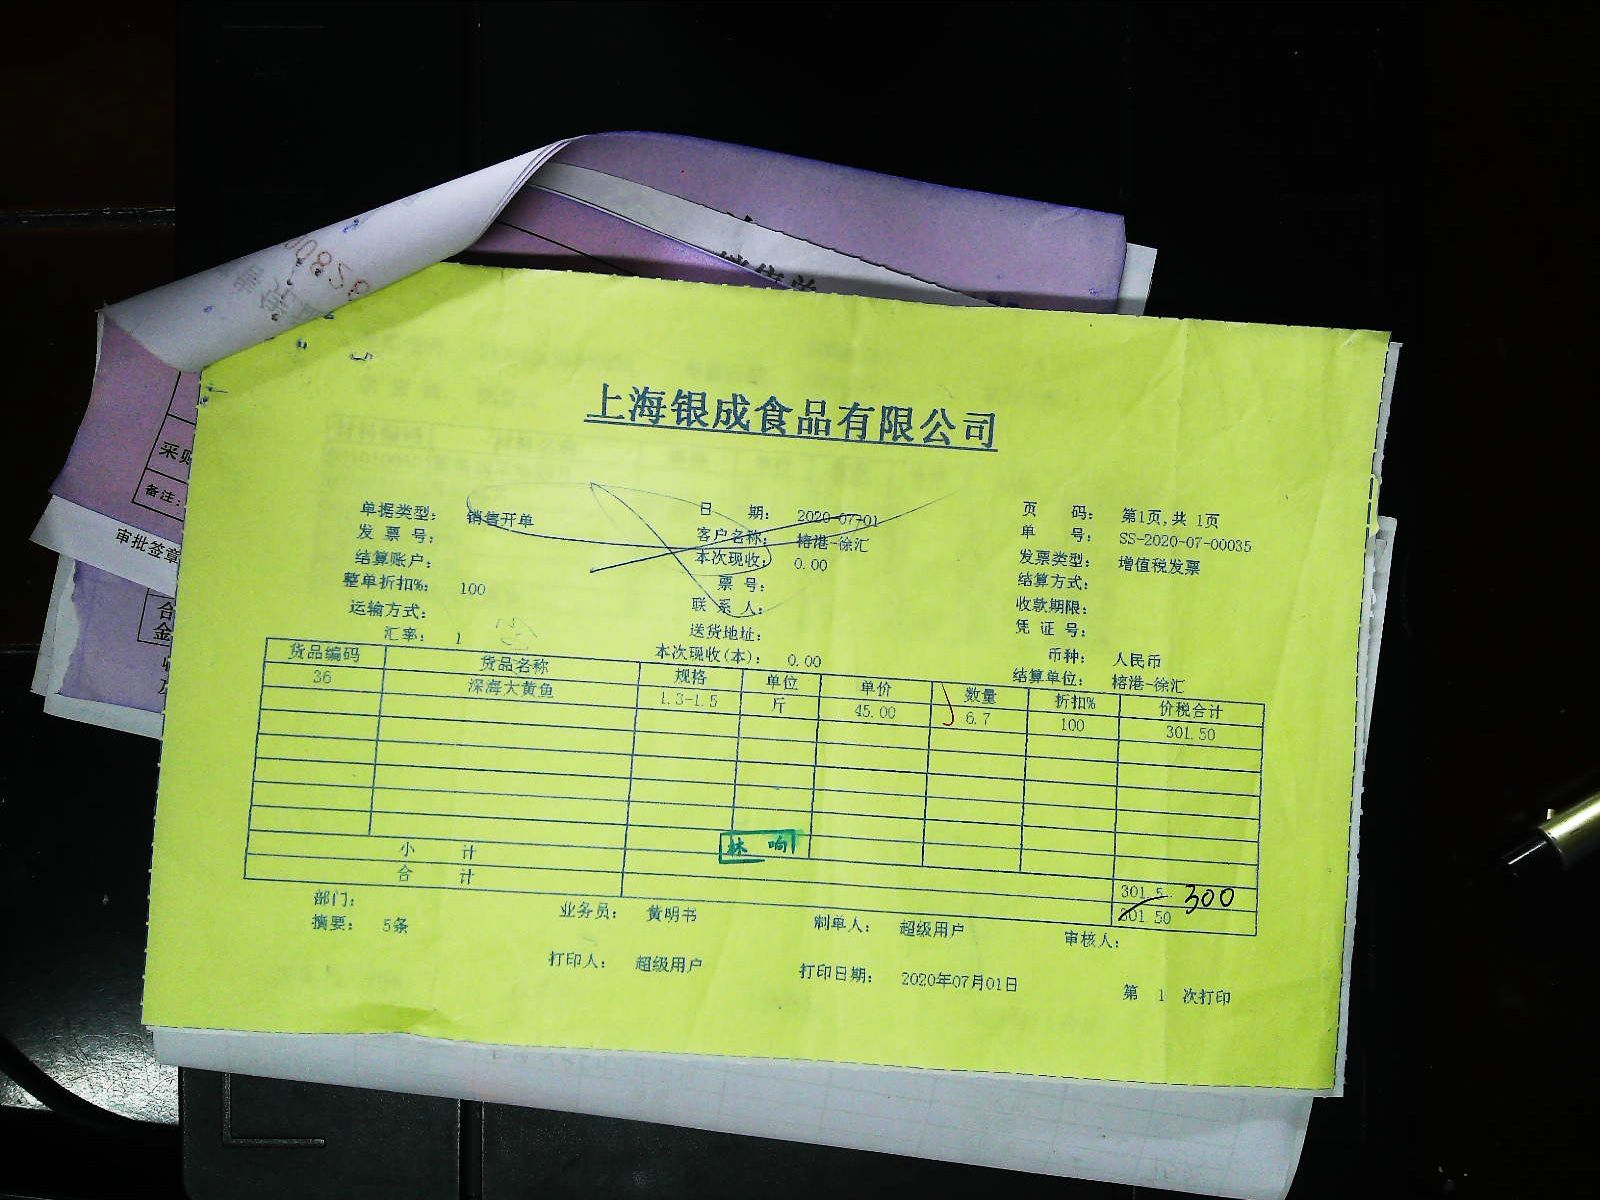 上海银成食品有限公司
单据类型: 销售开单 日 期: 2020-07-01 页 码: 第1页,共 1页
发 票 号: 客户名称: 榕港-徐汇 单 号: SS-2020-07-00035
结算账户: 本次现收: 0.00 发票类型: 增值税发票
整单折扣%: 100 票 号: 结算方式:
运输方式: 联 系 人: 收款期限:
汇率: 1 送货地址: 凭 证 号:
本次现收(本): 0.00 币种: 人民币
结算单位: 榕港-徐汇
货品编码 货品名称 规格 单位 单价 数量 折扣% 价税合计
36 深海大黄鱼 1.3-1.5 斤 45.00 6.7 100 301.50
林 响
小 计 301.5 300
合 计 301.50
部门: 业务员: 黄明书 制单人: 超级用户 审核人:
摘要: 5条
打印人: 超级用户 打印日期: 2020年07月01日 第 1 次打印
采购
备注:
审批签章
合
金